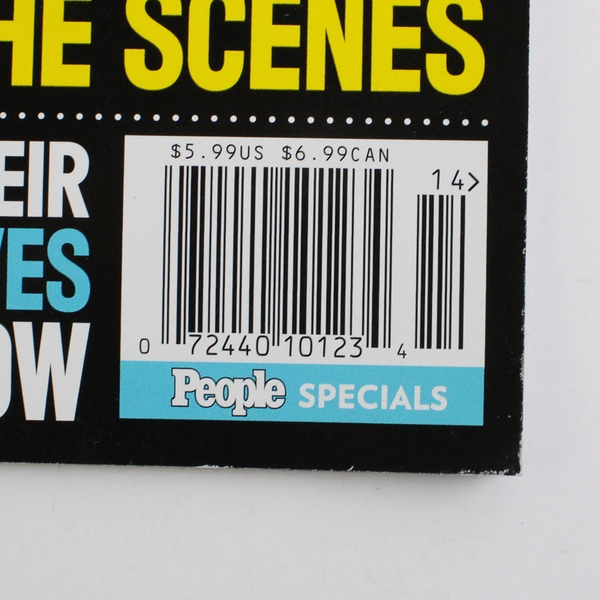 HE SCENES
EIR
VES
OW
$5.99US $6.99CAN
14>
0 72440 10123 4
People SPECIALS